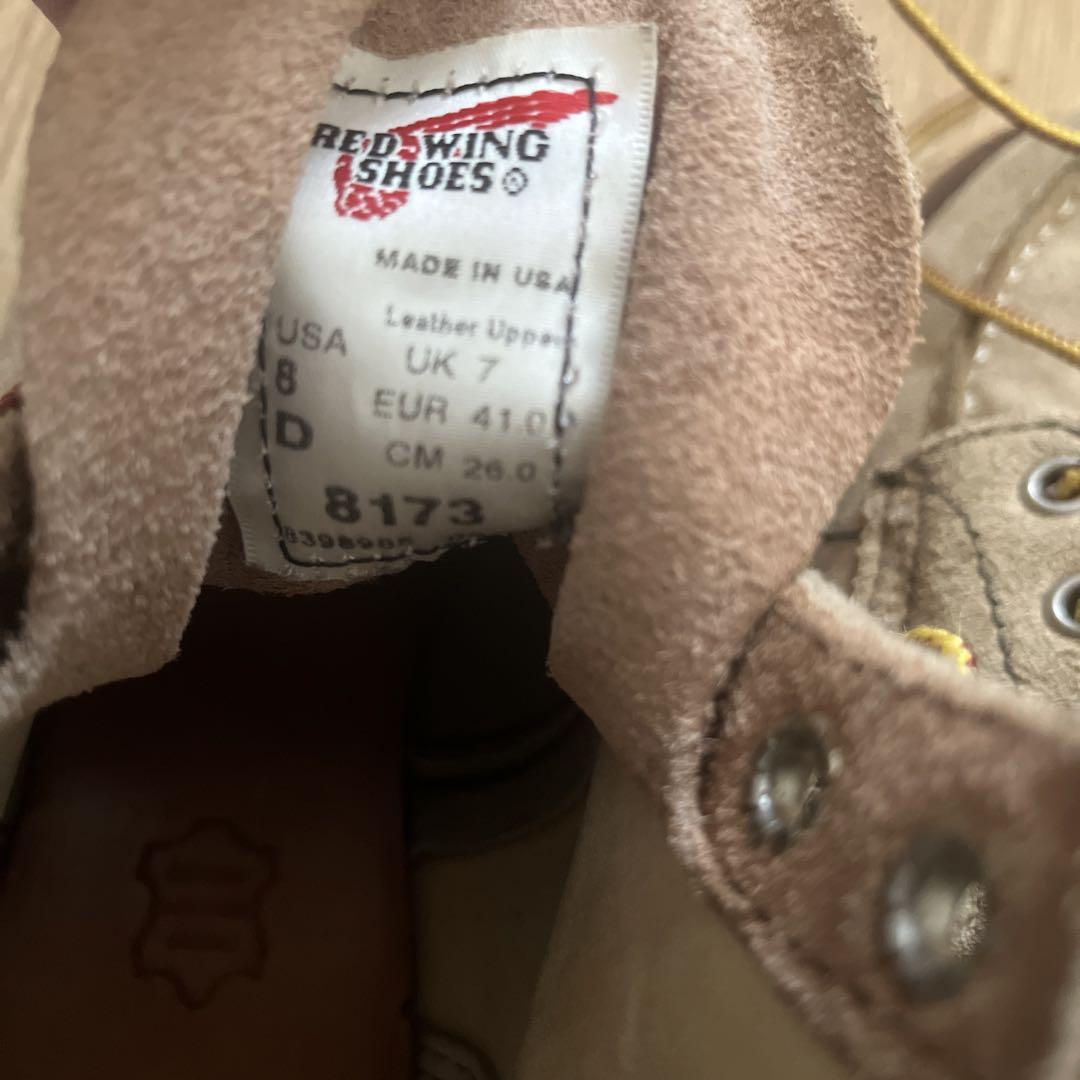 RED WING
SHOES ®
MADE IN USA
Leather Upper
USA
8
D
UK 7
EUR 41.0
CM 26.0
8173